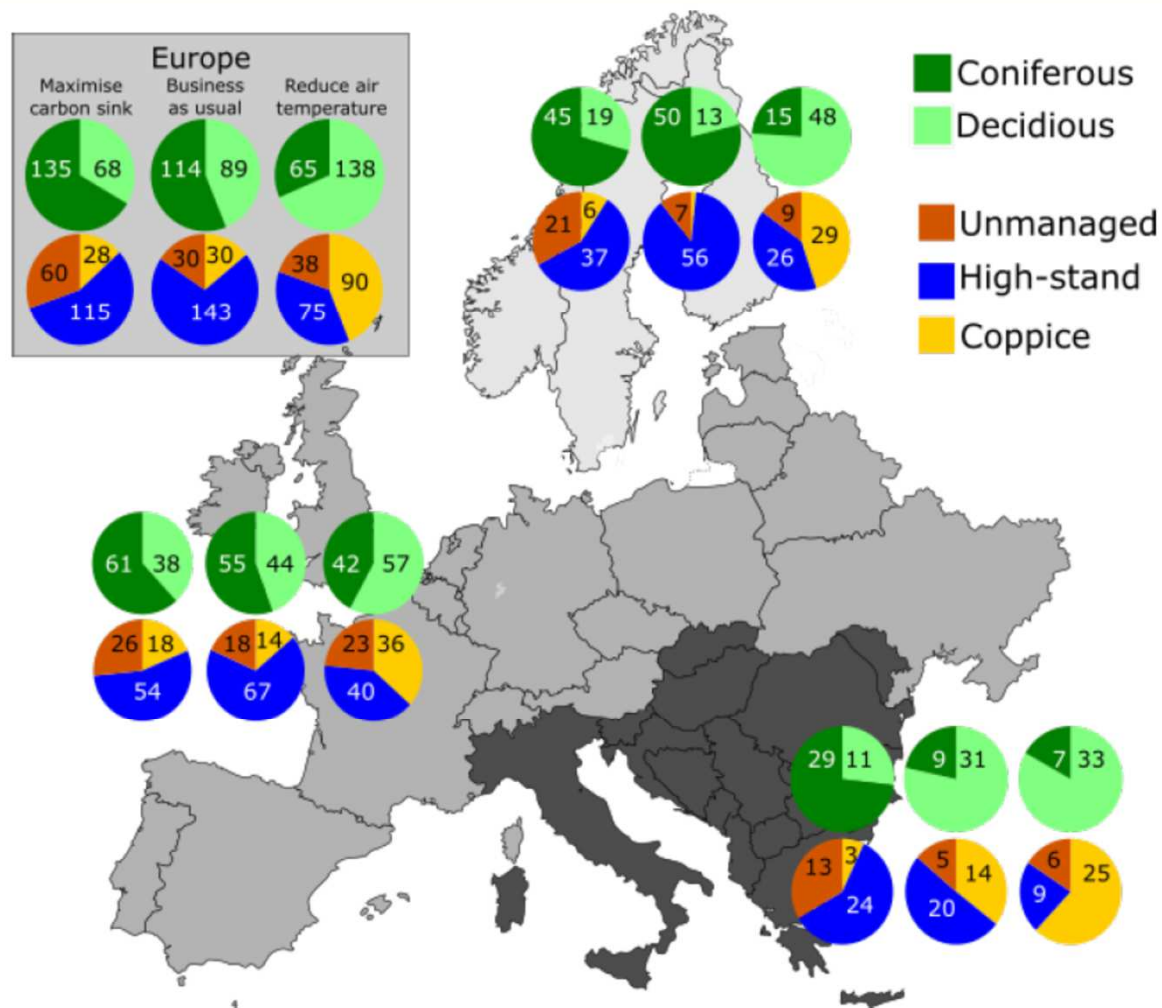 Europe
Maximise carbon sink
Business as usual
Reduce air temperature
135 68
114 89
65 138
60 28 115
30 30 143
38 90 75
45 19
50 13
15 48
21 6 37
7 56
9 29 26
Coniferous
Decidious
Unmanaged
High-stand
Coppice
61 38
55 44
42 57
26 18 54
18 14 67
23 36 40
29 11
9 31
7 33
13 3 24
5 14 20
6 25 9